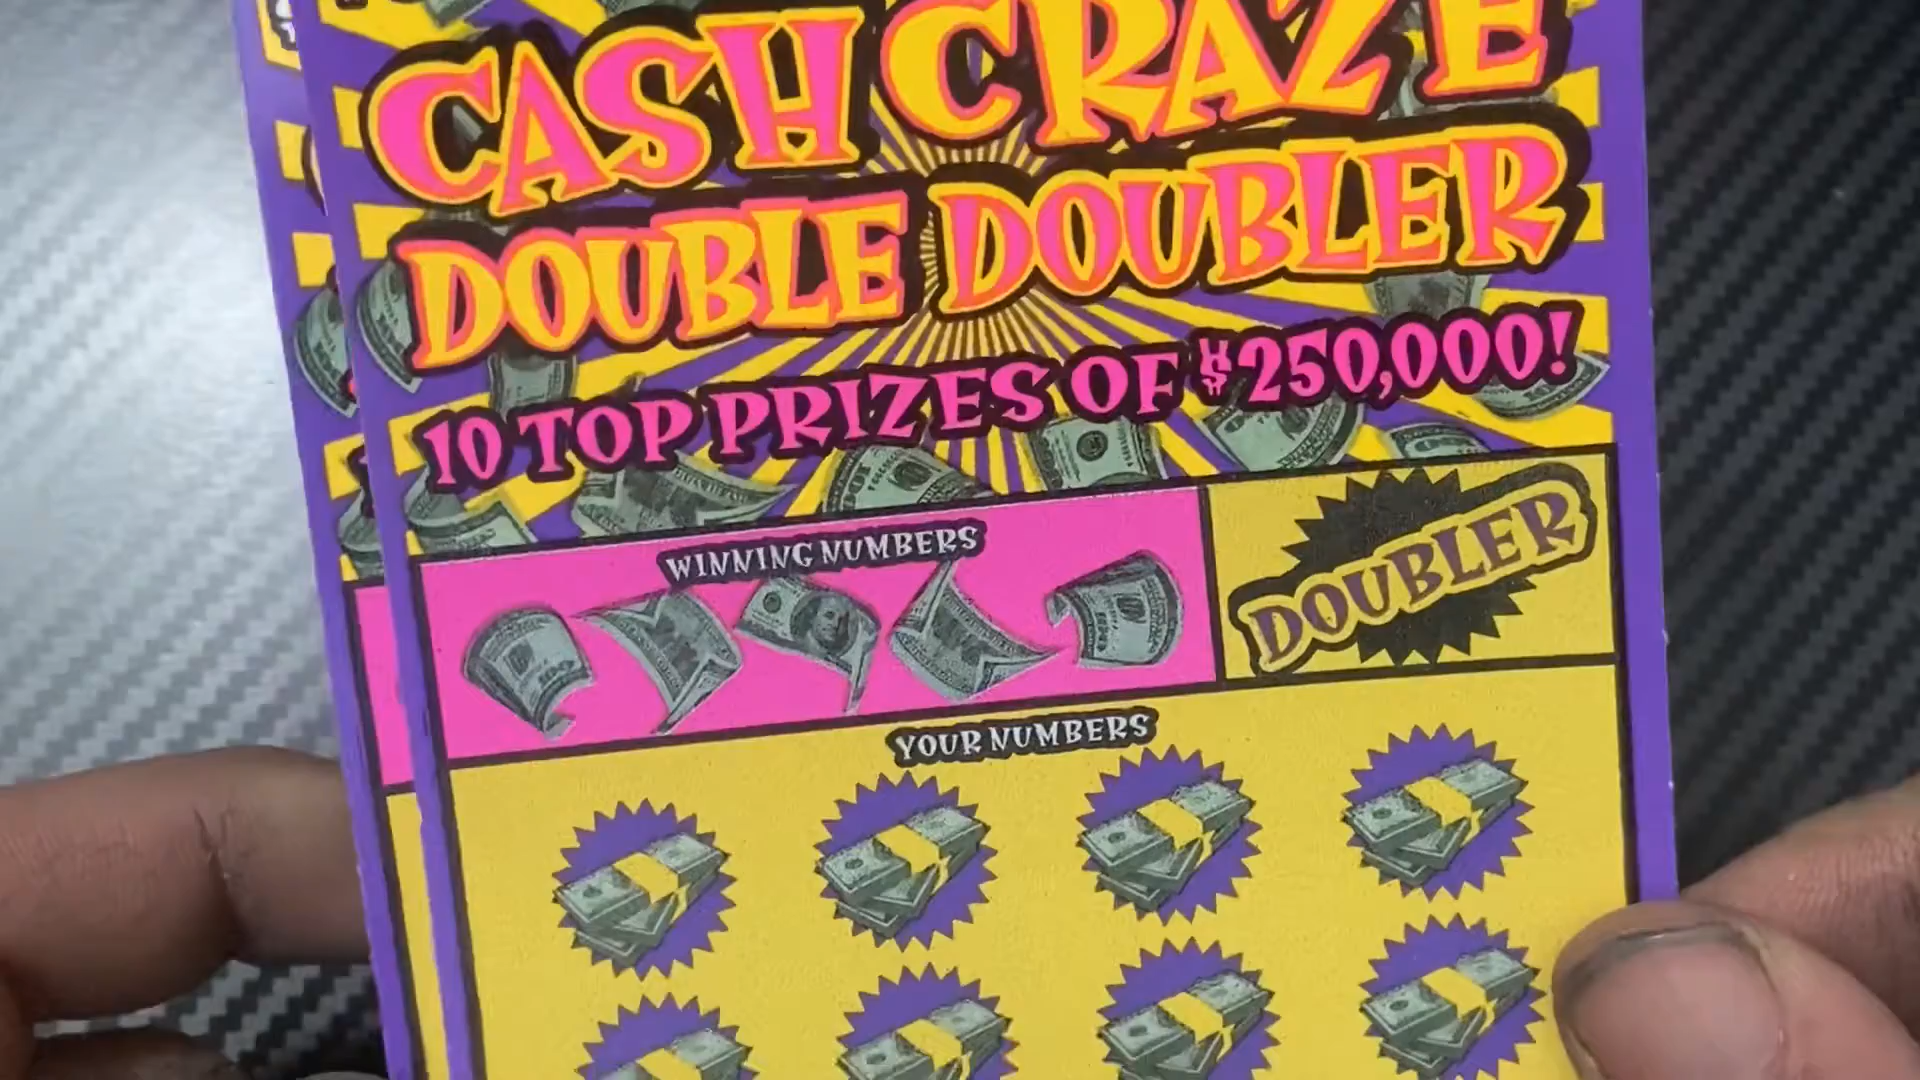 CASH CRAZE
DOUBLE DOUBLER
10 TOP PRIZES OF $250,000!
WINNING NUMBERS
DOUBLER
YOUR NUMBERS